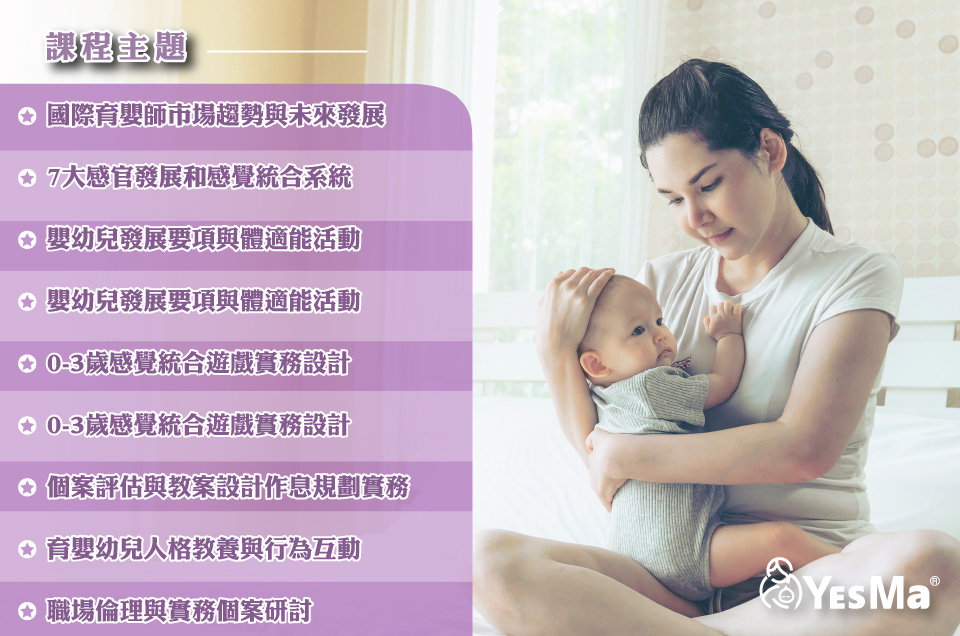 課程主題
國際育嬰師市場趨勢與未來發展
7大感官發展和感覺統合系統
嬰幼兒發展要項與體適能活動
嬰幼兒發展要項與體適能活動
0-3歲感覺統合遊戲實務設計
0-3歲感覺統合遊戲實務設計
個案評估與教案設計作息規劃實務
育嬰幼兒人格教養與行為互動
職場倫理與實務個案研討
YesMa®